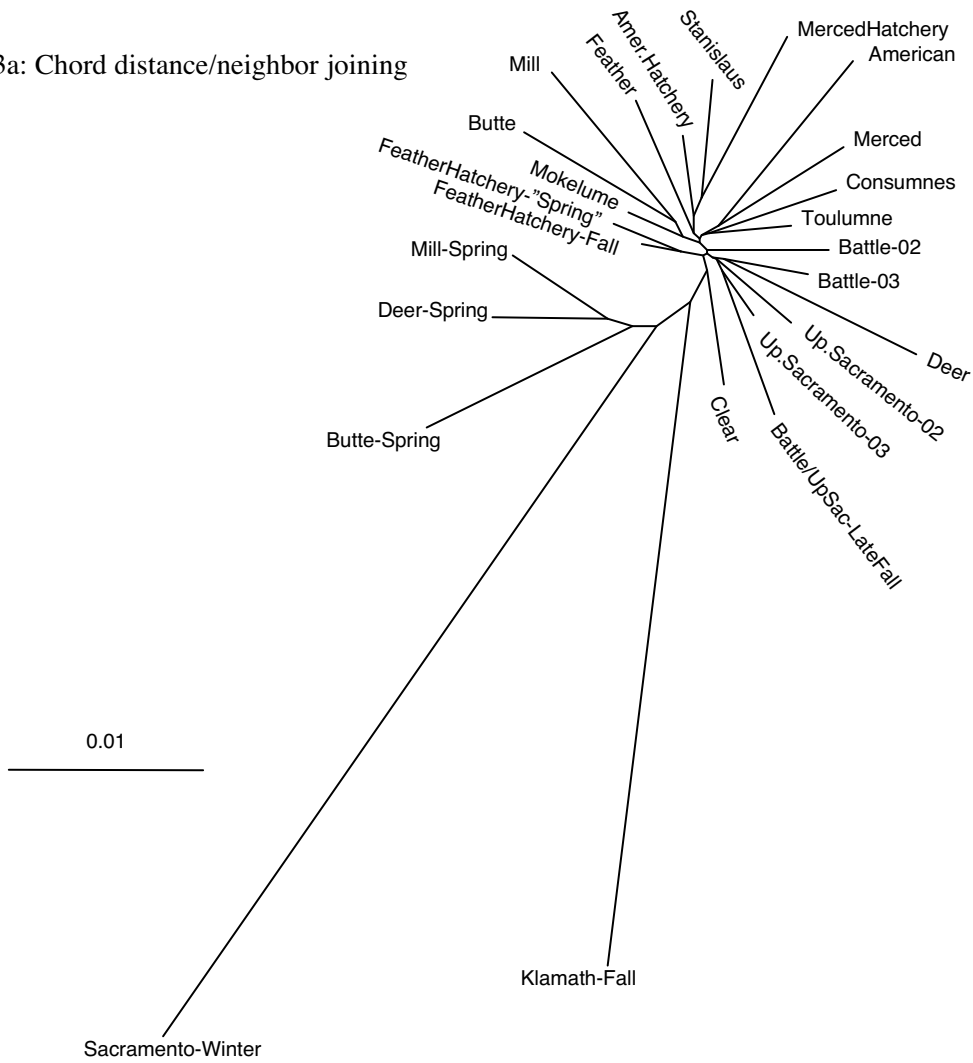 3a: Chord distance/neighbor joining
Mill
Feather
Amer.Hatchery
Stanislaus
MercedHatchery
American
Butte
Merced
FeatherHatchery-"Spring"
Mokelume
Consumnes
FeatherHatchery-Fall
Toulumne
Mill-Spring
Battle-02
Battle-03
Deer-Spring
Up.Sacramento-02
Deer
Up.Sacramento-03
Clear
Butte-Spring
Battle/UpSac-LateFall
0.01
Klamath-Fall
Sacramento-Winter